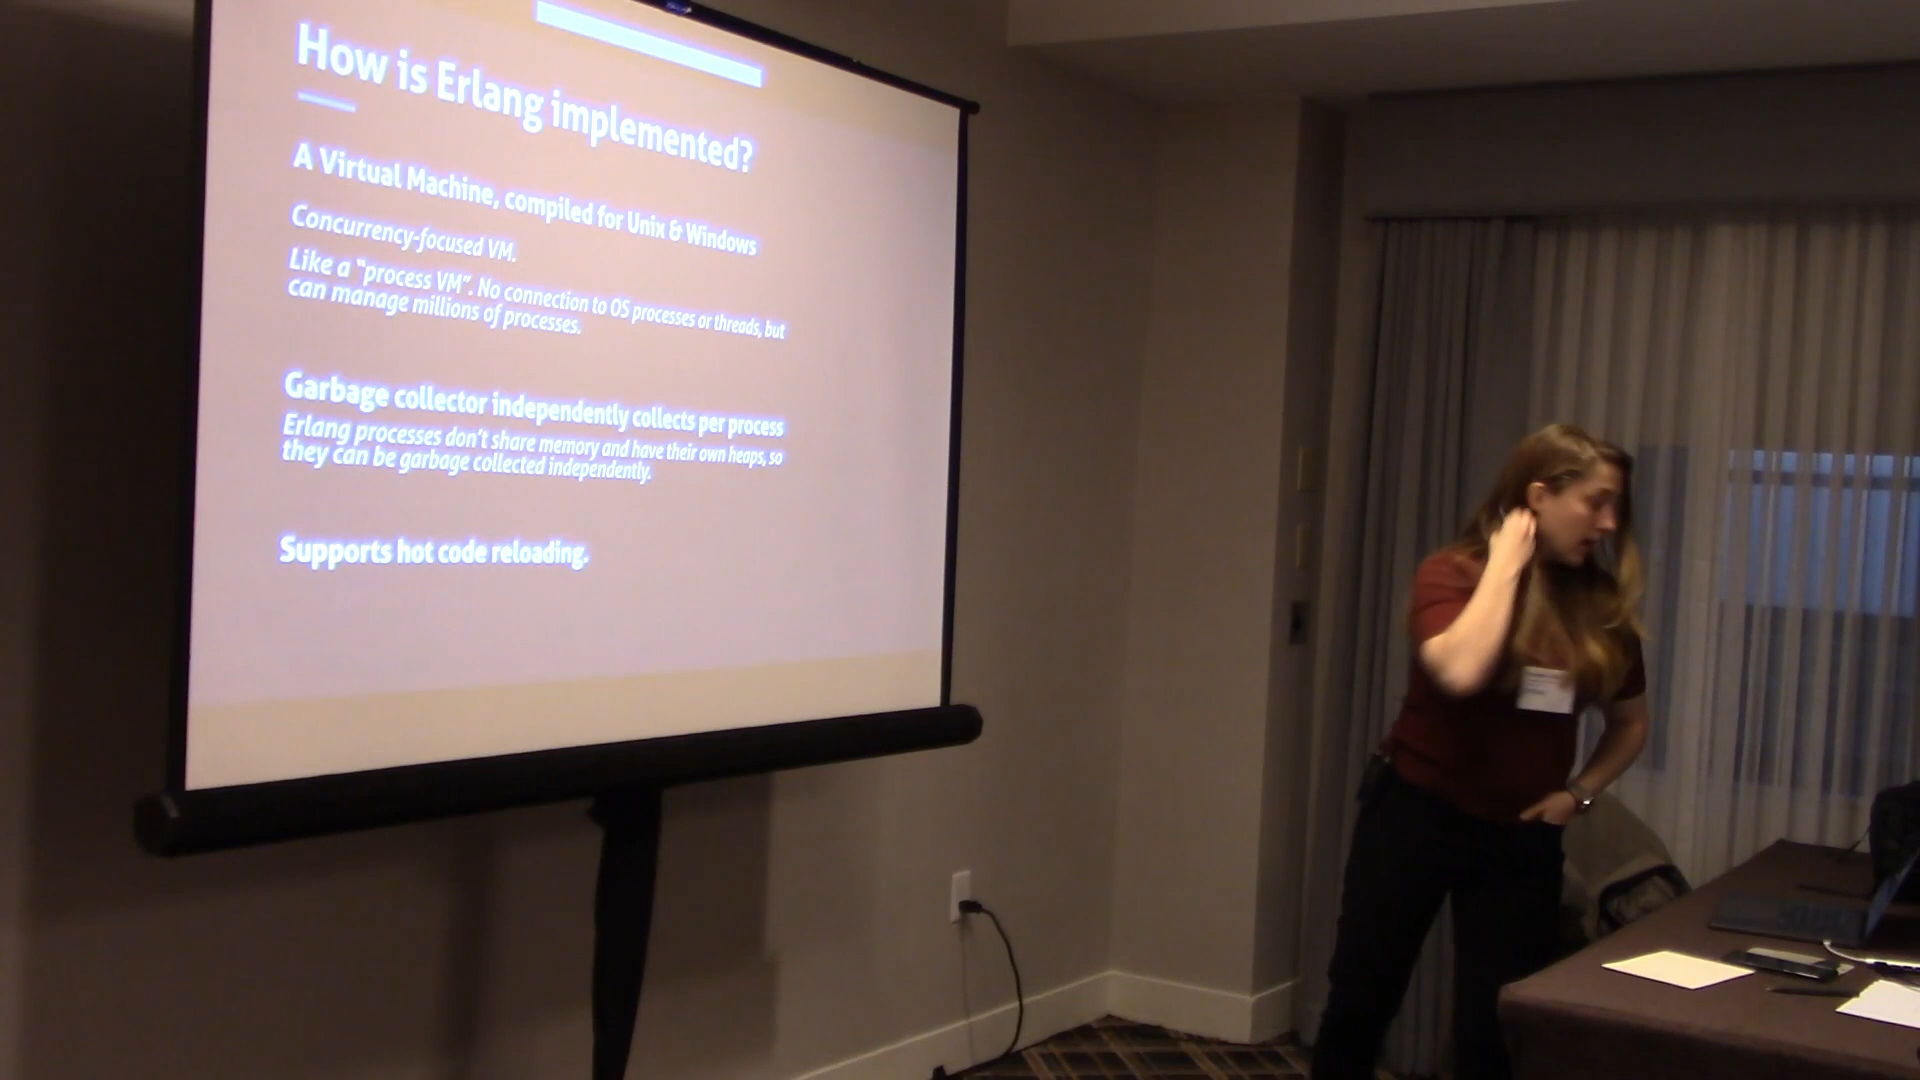 How is Erlang implemented?
A Virtual Machine, compiled for Unix & Windows
Concurrency-focused VM.
Like a “process VM”. No connection to OS processes or threads, but
can manage millions of processes.
Garbage collector independently collects per process
Erlang processes don't share memory and have their own heaps, so
they can be garbage collected independently.
Supports hot code reloading.